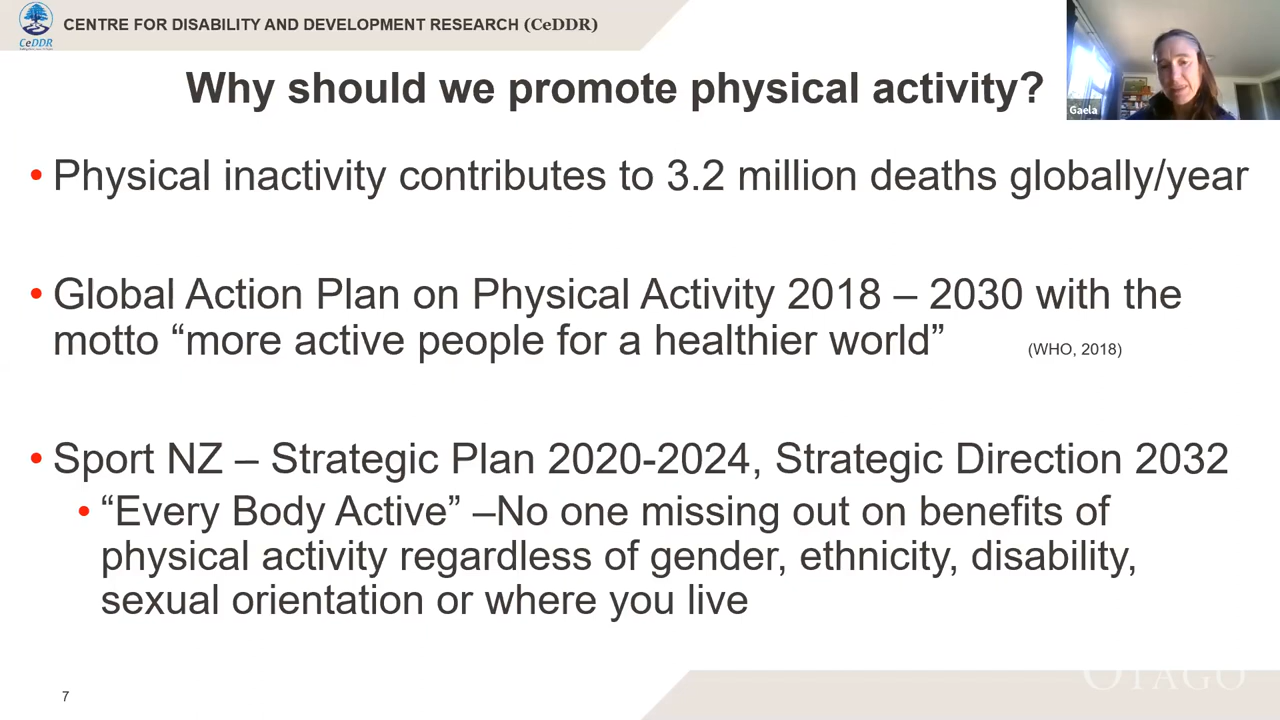 CeDDR
CENTRE FOR DISABILITY AND DEVELOPMENT RESEARCH (CeDDR)
Why should we promote physical activity?
Gaela
• Physical inactivity contributes to 3.2 million deaths globally/year
• Global Action Plan on Physical Activity 2018 – 2030 with the
motto “more active people for a healthier world”
(WHO, 2018)
• Sport NZ – Strategic Plan 2020-2024, Strategic Direction 2032
• “Every Body Active” –No one missing out on benefits of
physical activity regardless of gender, ethnicity, disability,
sexual orientation or where you live
7
OTAGO